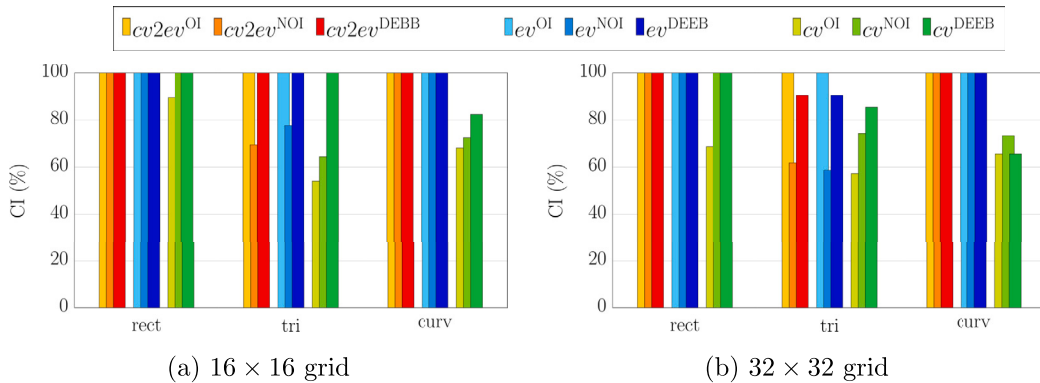 cv2ev^OI cv2ev^NOI cv2ev^DEBB ev^OI ev^NOI ev^DEEB cv^OI cv^NOI cv^DEEB
100
80
60
40
20
0
CI (%)
rect tri curv
(a) 16 × 16 grid
100
80
60
40
20
0
CI (%)
rect tri curv
(b) 32 × 32 grid